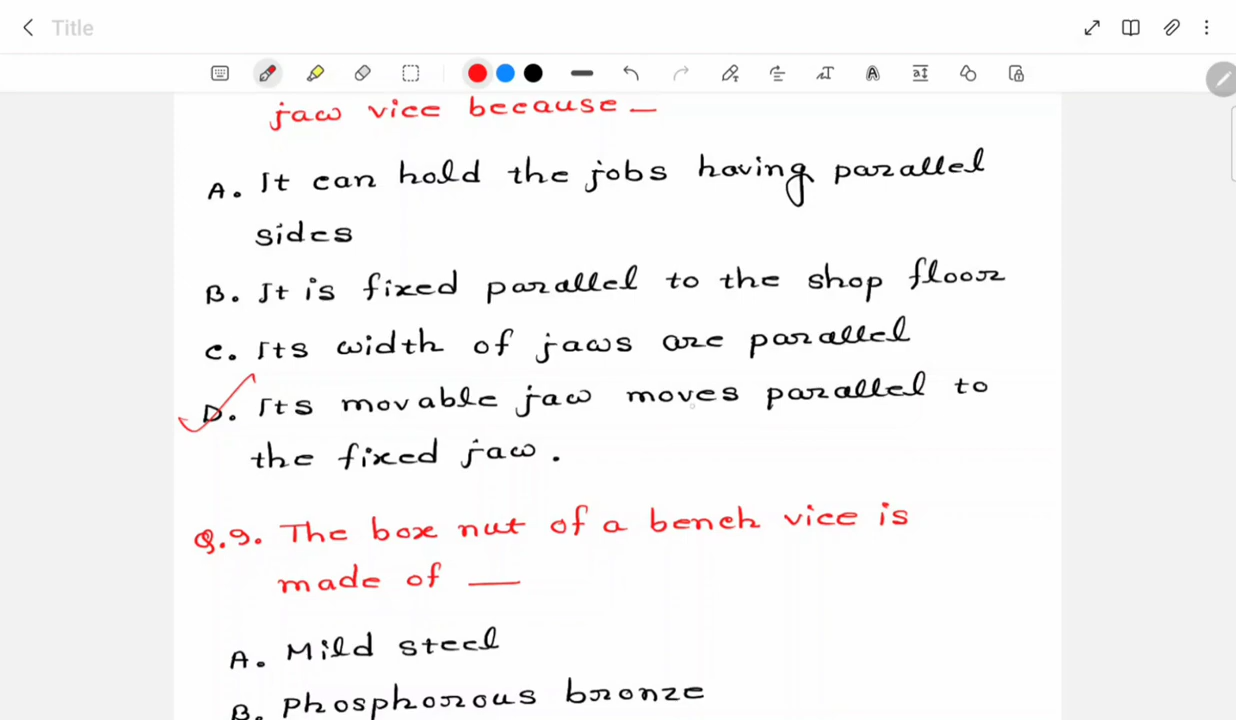 Title
jaw vice because _
A. It can hold the jobs having parallel
sides
B. It is fixed parallel to the shop floor
C. Its width of jaws are parallel
D. Its movable jaw moves parallel to
the fixed jaw.
Q.9. The box nut of a bench vice is
made of __
A. Mild steel
B. Phosphorous bronze